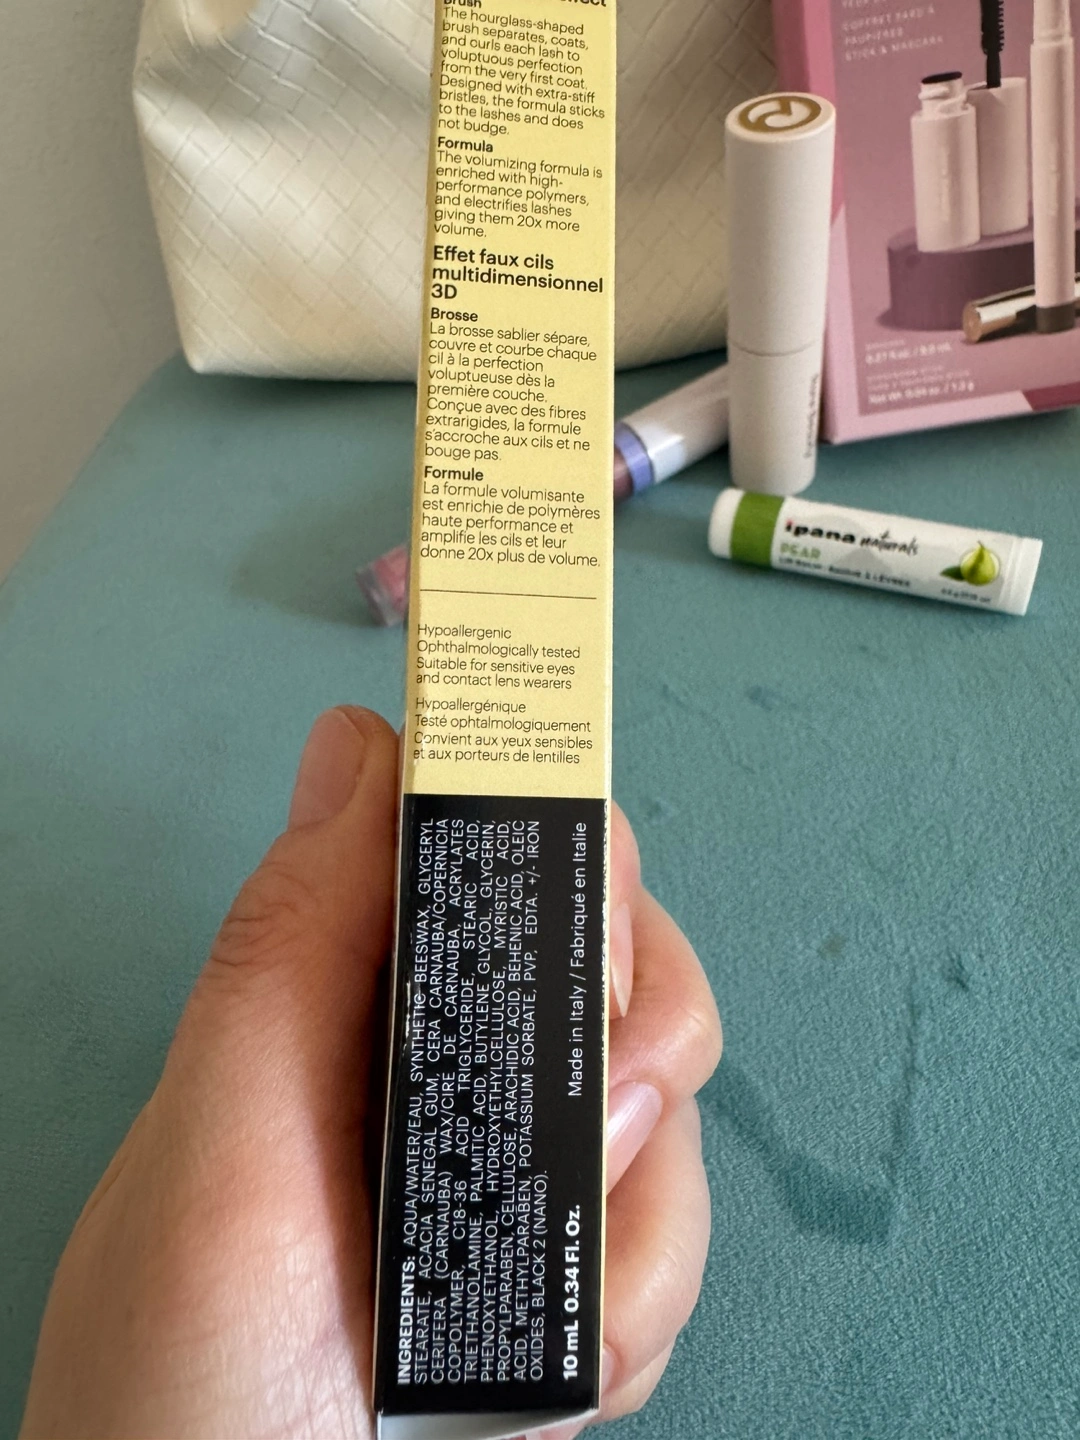 Brush
The hourglass-shaped
brush separates, coats,
and curls each lash to
voluptuous perfection
from the very first coat.
Designed with extra-stiff
bristles, the formula sticks
to the lashes and does
not budge.
Formula
The volumizing formula is
enriched with high-
performance polymers,
and electrifies lashes
giving them 20x more
volume.
Effet faux cils
multidimensionnel
3D
Brosse
La brosse sablier sépare,
couvre et courbe chaque
cil à la perfection
voluptueuse dès la
première couche.
Conçue avec des fibres
extrarigides, la formule
s'accroche aux cils et ne
bouge pas.
Formule
La formule volumisante
est enrichie de polymères
haute performance et
amplifie les cils et leur
donne 20x plus de volume.
Hypoallergenic
Ophthalmologically tested
Suitable for sensitive eyes
and contact lens wearers
Hypoallergénique
Testé ophtalmologiquement
Convient aux yeux sensibles
et aux porteurs de lentilles
INGREDIENTS: AQUA/WATER/EAU, SYNTHETIC BEESWAX, GLYCERYL
STEARATE, ACACIA SENEGAL GUM, CERA CARNAUBA/COPERNICIA
CERIFERA (CARNAUBA) WAX/CIRE DE CARNAUBA, ACRYLATES
COPOLYMER, C18-36 ACID TRIGLYCERIDE, STEARIC ACID,
TRIETHANOLAMINE, PALMITIC ACID, BUTYLENE GLYCOL, GLYCERIN,
PHENOXYETHANOL, HYDROXYETHYLCELLULOSE, MYRISTIC ACID,
PROPYLPARABEN, CELLULOSE, ARACHIDIC ACID, BEHENIC ACID, OLEIC
ACID, METHYLPARABEN, POTASSIUM SORBATE, PVP, EDTA. +/- IRON
OXIDES, BLACK 2 (NANO).
Made in Italy / Fabriqué en Italie
10 mL 0.34 Fl. Oz.
COFFRET FARD À
PAUPIÈRES
STICK & MASCARA
ipana naturals
PEAR
LIP BALM • BAUME À LÈVRES